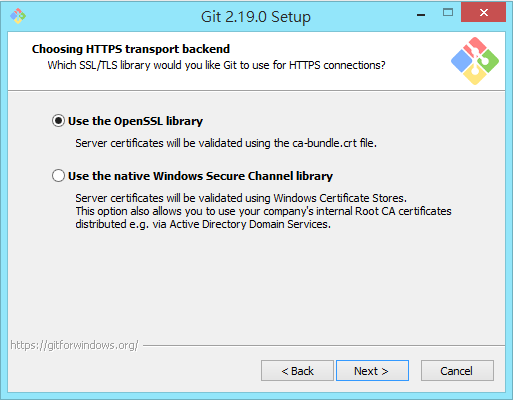 Git 2.19.0 Setup
Choosing HTTPS transport backend
Which SSL/TLS library would you like Git to use for HTTPS connections?
Use the OpenSSL library
Server certificates will be validated using the ca-bundle.crt file.
Use the native Windows Secure Channel library
Server certificates will be validated using Windows Certificate Stores.
This option also allows you to use your company's internal Root CA certificates
distributed e.g. via Active Directory Domain Services.
https://gitforwindows.org/
< Back
Next >
Cancel